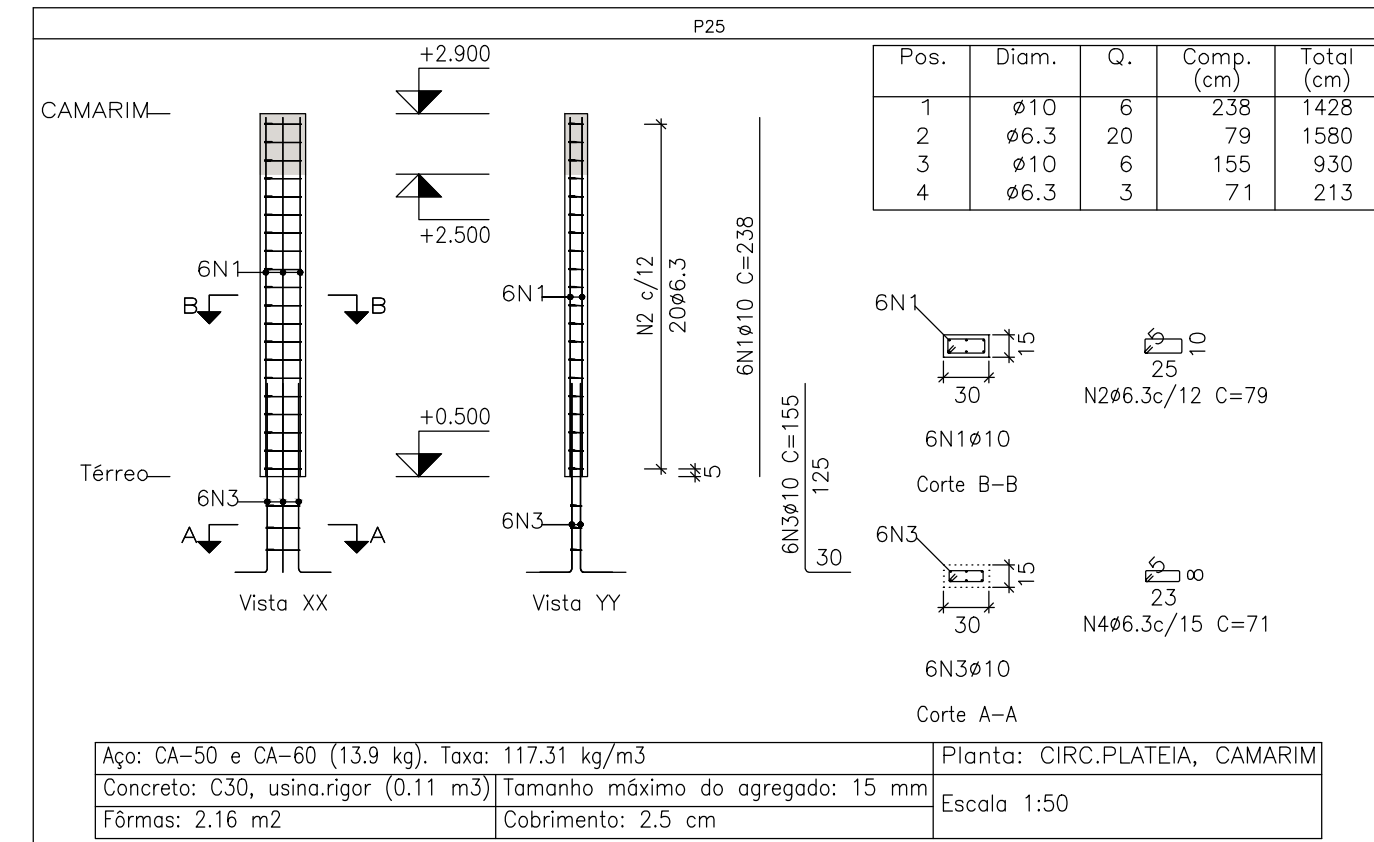 P25
Pos. Diam. Q. Comp. (cm) Total (cm)
1 ø10 6 238 1428
2 ø6.3 20 79 1580
3 ø10 6 155 930
4 ø6.3 3 71 213
+2.900
CAMARIM
+2.500
6N1
B B
+0.500
Térreo
6N3
A A
Vista XX
6N1
6N3
Vista YY
N2 c/12
20ø6.3
5
6N1ø10 C=238
6N3ø10 C=155
125
30
6N1
15
30
6N1ø10
Corte B-B
5
10
25
N2ø6.3c/12 C=79
6N3
15
30
6N3ø10
Corte A-A
5
8
23
N4ø6.3c/15 C=71
Aço: CA-50 e CA-60 (13.9 kg). Taxa: 117.31 kg/m3
Planta: CIRC.PLATEIA, CAMARIM
Concreto: C30, usina.rigor (0.11 m3)
Tamanho máximo do agregado: 15 mm
Escala 1:50
Fôrmas: 2.16 m2
Cobrimento: 2.5 cm